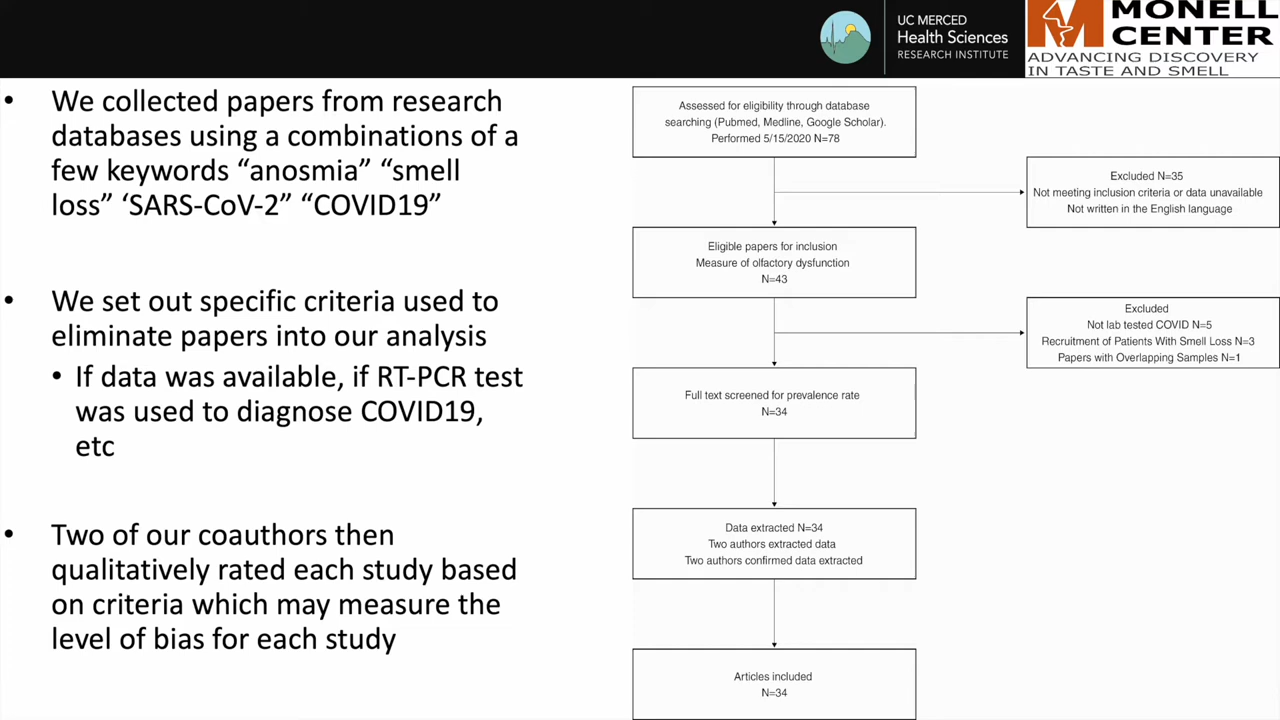 UC MERCED
Health Sciences
RESEARCH INSTITUTE
MONELL
CENTER
ADVANCING DISCOVERY
IN TASTE AND SMELL
• We collected papers from research
databases using a combinations of a
few keywords “anosmia” “smell
loss” ‘SARS-CoV-2” “COVID19”
• We set out specific criteria used to
eliminate papers into our analysis
• If data was available, if RT-PCR test
was used to diagnose COVID19,
etc
• Two of our coauthors then
qualitatively rated each study based
on criteria which may measure the
level of bias for each study
Assessed for eligibility through database
searching (Pubmed, Medline, Google Scholar).
Performed 5/15/2020 N=78
Excluded N=35
Not meeting inclusion criteria or data unavailable
Not written in the English language
Eligible papers for inclusion
Measure of olfactory dysfunction
N=43
Excluded
Not lab tested COVID N=5
Recruitment of Patients With Smell Loss N=3
Papers with Overlapping Samples N=1
Full text screened for prevalence rate
N=34
Data extracted N=34
Two authors extracted data
Two authors confirmed data extracted
Articles included
N=34